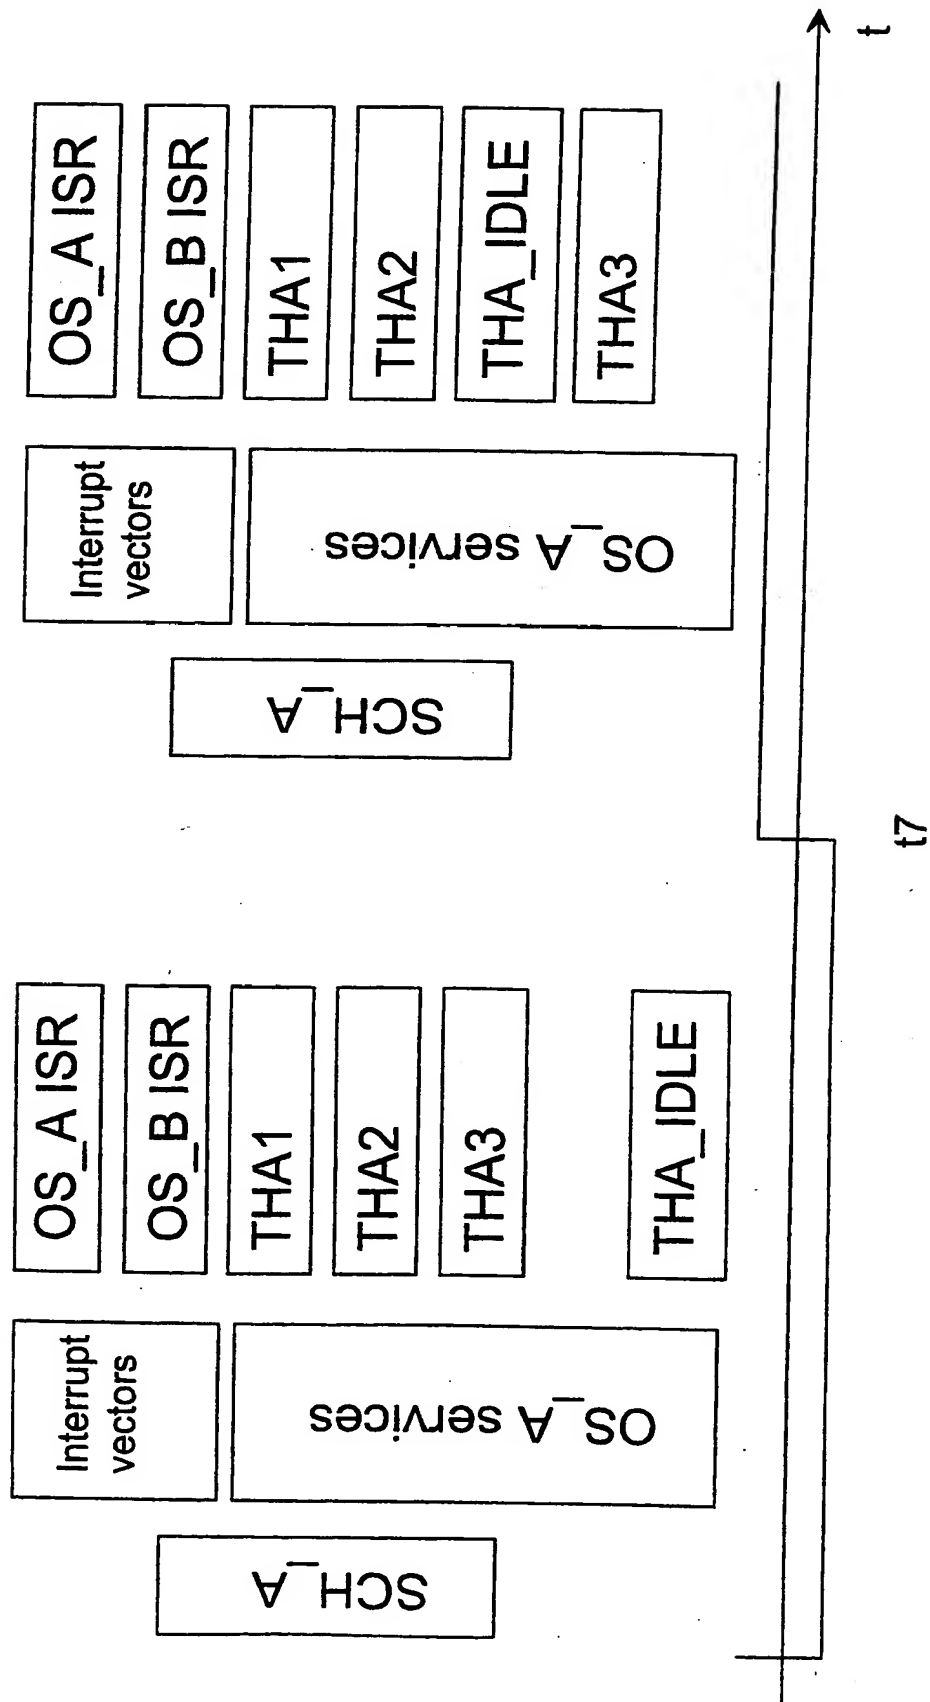 SCH_A
Interrupt
vectors
OS_A services
OS_A ISR
OS_B ISR
THA1
THA2
THA3
THA_IDLE
SCH_A
Interrupt
vectors
OS_A services
OS_A ISR
OS_B ISR
THA1
THA2
THA_IDLE
THA3
t7
t